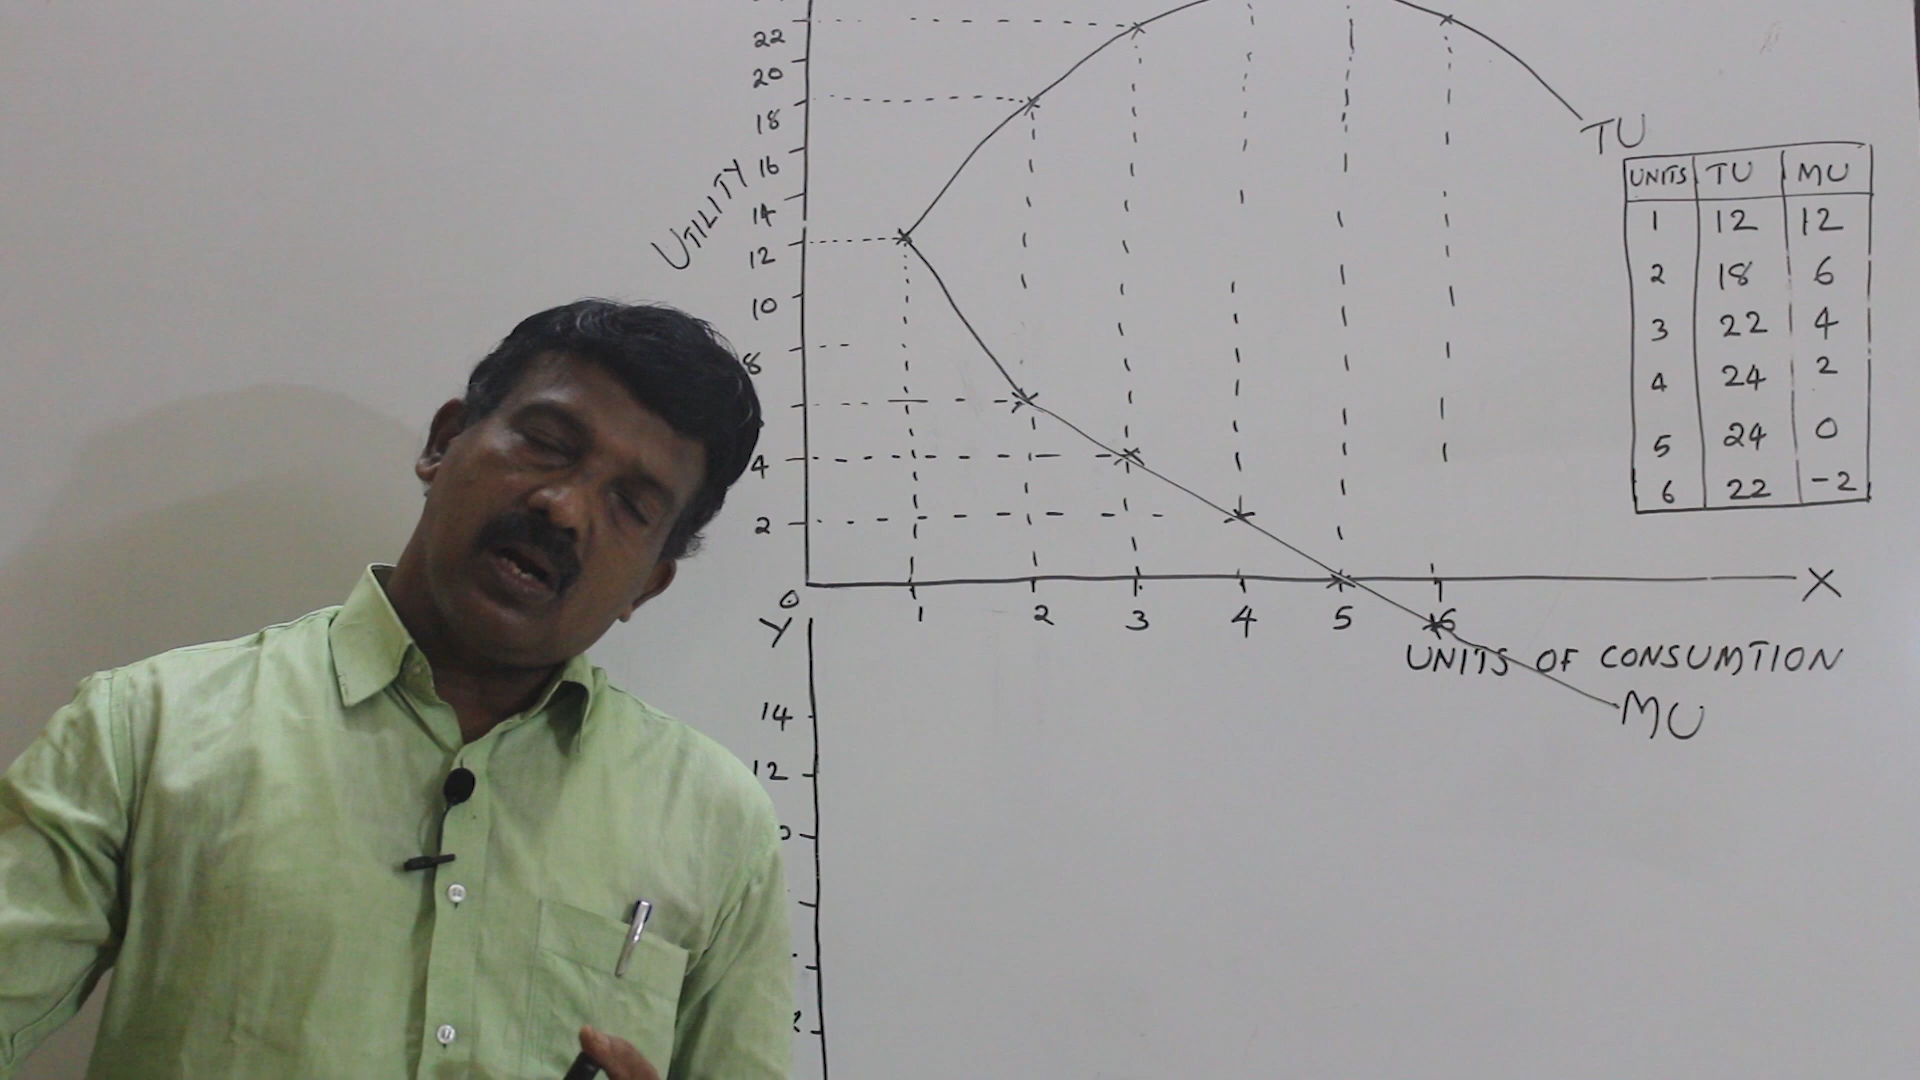 22
20
18
16
14
12
10
8
4
2
0
UTILITY
TU
UNITS TU MU
1 12 12
2 18 6
3 22 4
4 24 2
5 24 0
6 22 -2
X
1 2 3 4 5 6
UNITS OF CONSUMTION
MU
Y
14
12